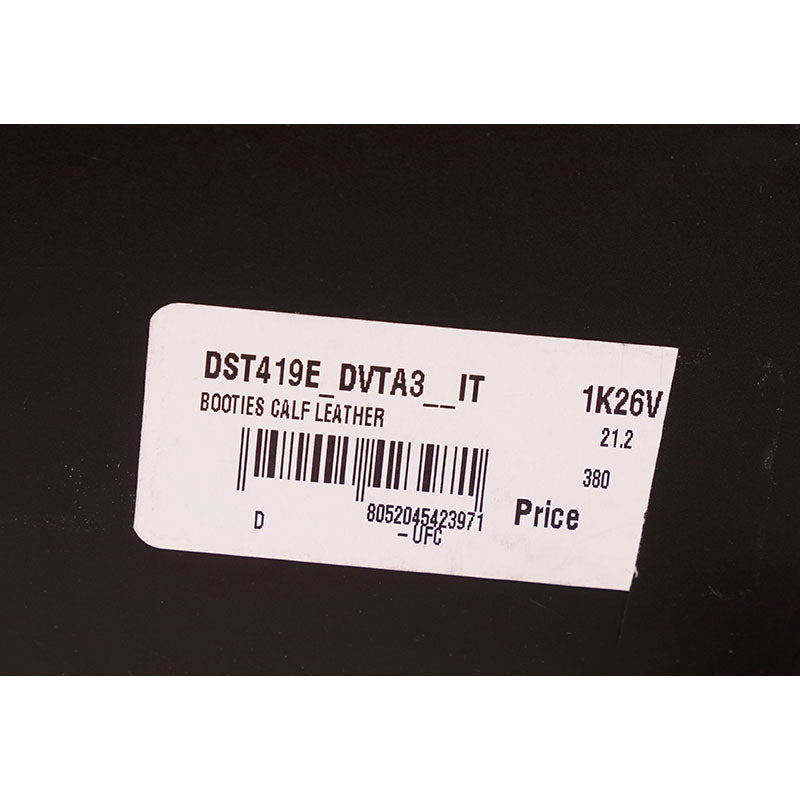 DST419E_DVTA3__IT 1K26V
BOOTIES CALF LEATHER 21.2
380
D 8052045423971 Price
-UFC